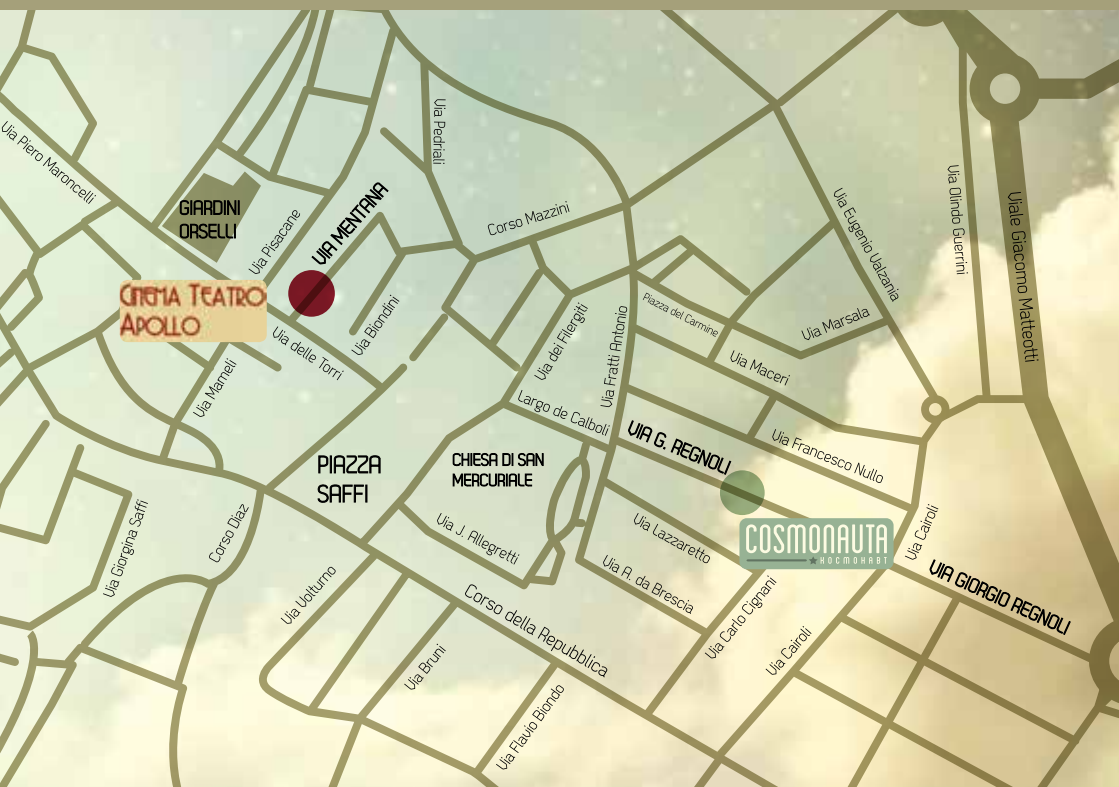 Via Piero Maroncelli
GIARDINI
ORSELLI
Via Pisacane
VIA MENTANA
Via Pedriali
Corso Mazzini
Via Eugenio Valzania
Via Olindo Guerrini
Viale Giacomo Matteotti
CINEMA TEATRO
APOLLO
Via delle Torri
Via Biondini
Via Mameli
Via dei Filergiti
Via Fratti Antonio
Piazza del Carmine
Via Marsala
Via Maceri
Largo de Calboli
VIA G. REGNOLI
Via Francesco Nullo
PIAZZA
SAFFI
CHIESA DI SAN
MERCURIALE
Via J. Allegretti
Via Lazzaretto
COSMONAUTA
КОСМОНАВТ
Via Cairoli
Via Giorgina Saffi
Corso Diaz
Via Volturno
Via A. da Brescia
VIA GIORGIO REGNOLI
Corso della Repubblica
Via Carlo Cignani
Via Cairoli
Via Bruni
Via Flavio Biondo